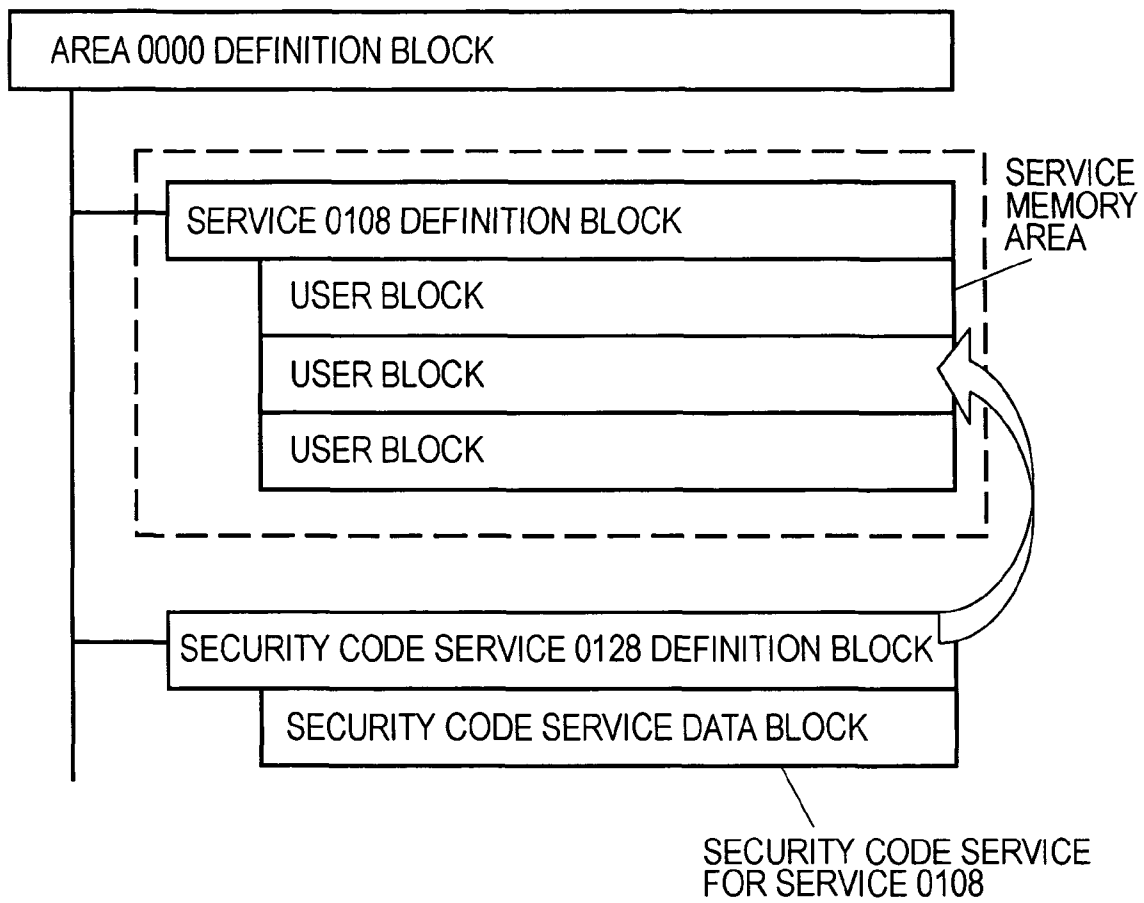 AREA 0000 DEFINITION BLOCK
SERVICE
MEMORY
AREA
SERVICE 0108 DEFINITION BLOCK
USER BLOCK
USER BLOCK
USER BLOCK
SECURITY CODE SERVICE 0128 DEFINITION BLOCK
SECURITY CODE SERVICE DATA BLOCK
SECURITY CODE SERVICE
FOR SERVICE 0108